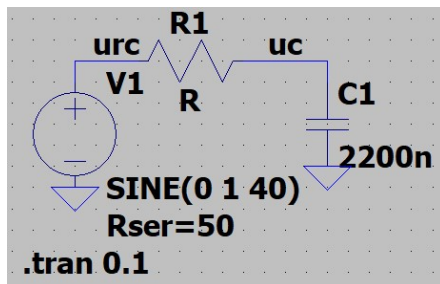 R1
urc
uc
V1
R
C1
2200n
SINE(0 1 40)
Rser=50
.tran 0.1